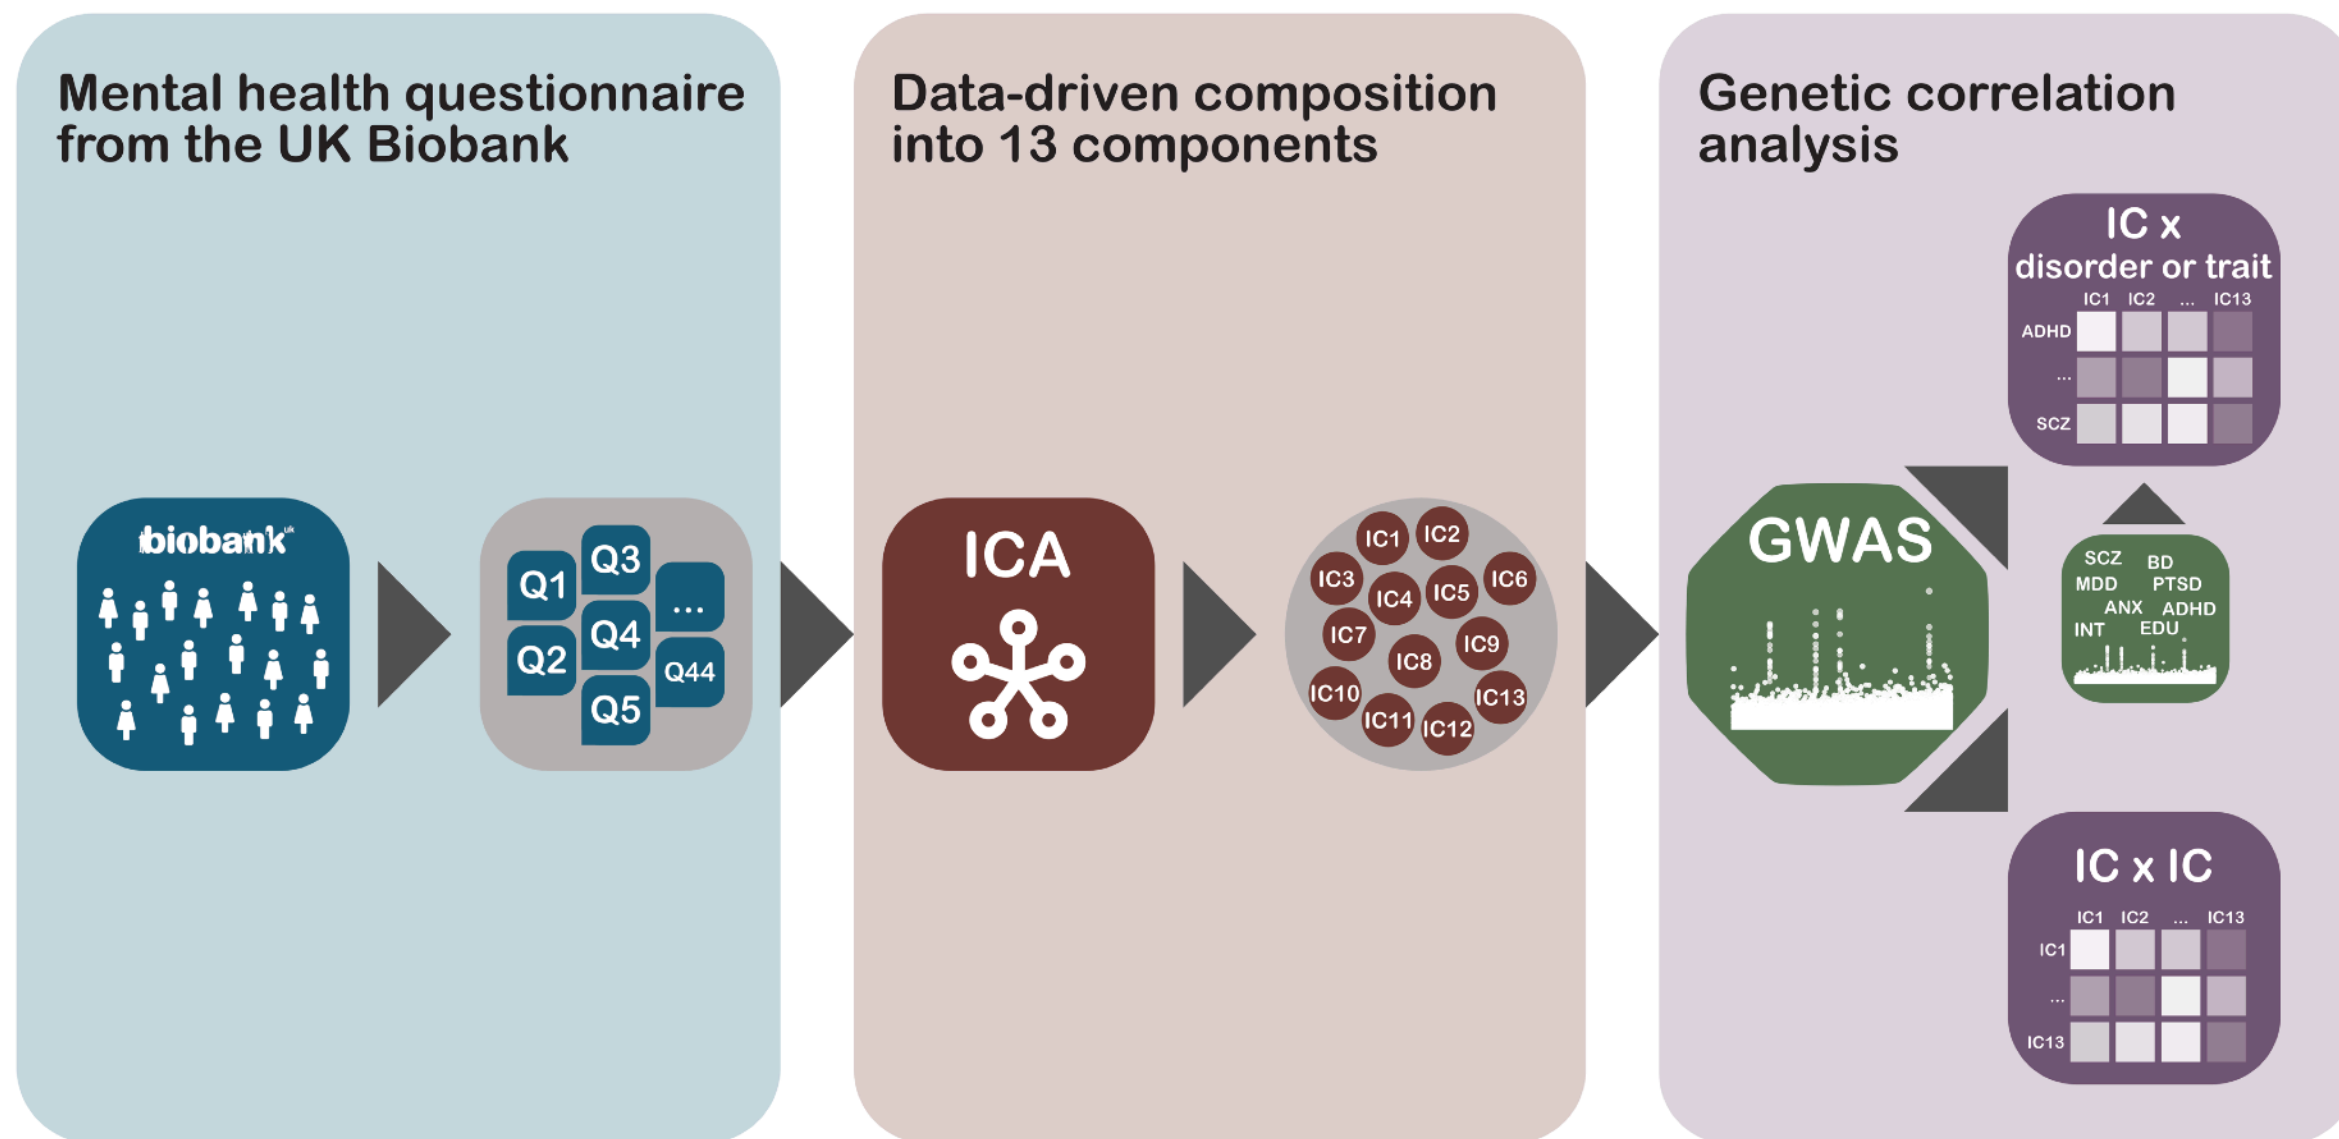 Mental health questionnaire
from the UK Biobank
biobank uk
Q1
Q2
Q3
Q4
Q5
...
Q44
Data-driven composition
into 13 components
ICA
IC1
IC2
IC3
IC4
IC5
IC6
IC7
IC8
IC9
IC10
IC11
IC12
IC13
Genetic correlation
analysis
GWAS
IC x
disorder or trait
IC1 IC2 ... IC13
ADHD
...
SCZ
SCZ BD
MDD PTSD
ANX ADHD
INT EDU
IC x IC
IC1 IC2 ... IC13
IC1
...
IC13